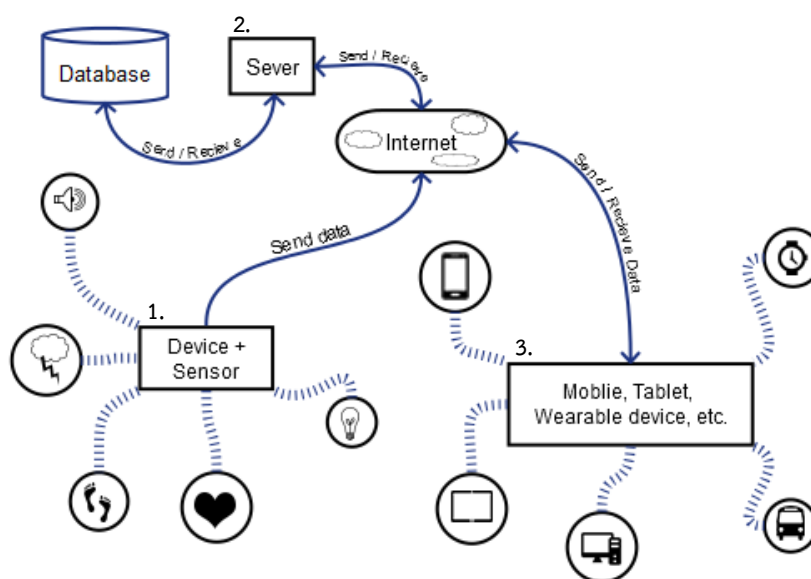 2.
Database
Sever
Send / Recieve
Send / Recieve
Internet
Send data
Send / Recieve Data
1.
Device +
Sensor
3.
Moblie, Tablet,
Wearable device, etc.